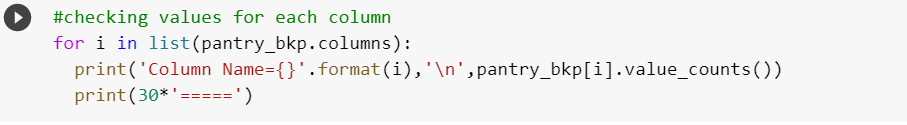 #checking values for each column
for i in list(pantry_bkp.columns):
  print('Column Name={}'.format(i),'\n',pantry_bkp[i].value_counts())
  print(30*'=====')